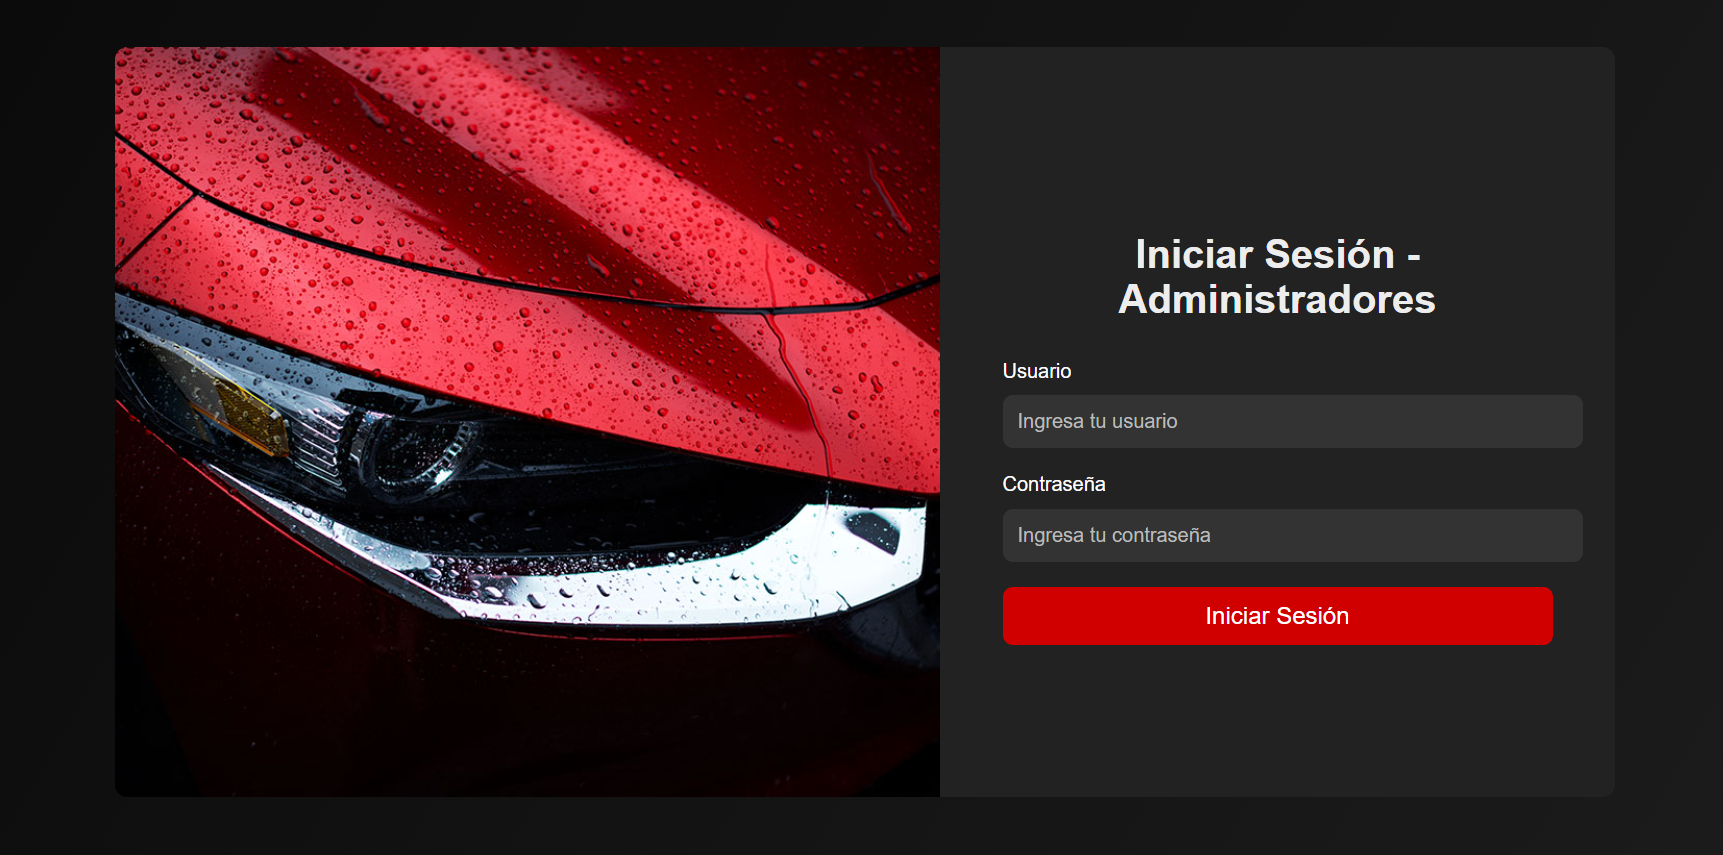 Iniciar Sesión -
Administradores
Usuario
Ingresa tu usuario
Contraseña
Ingresa tu contraseña
Iniciar Sesión